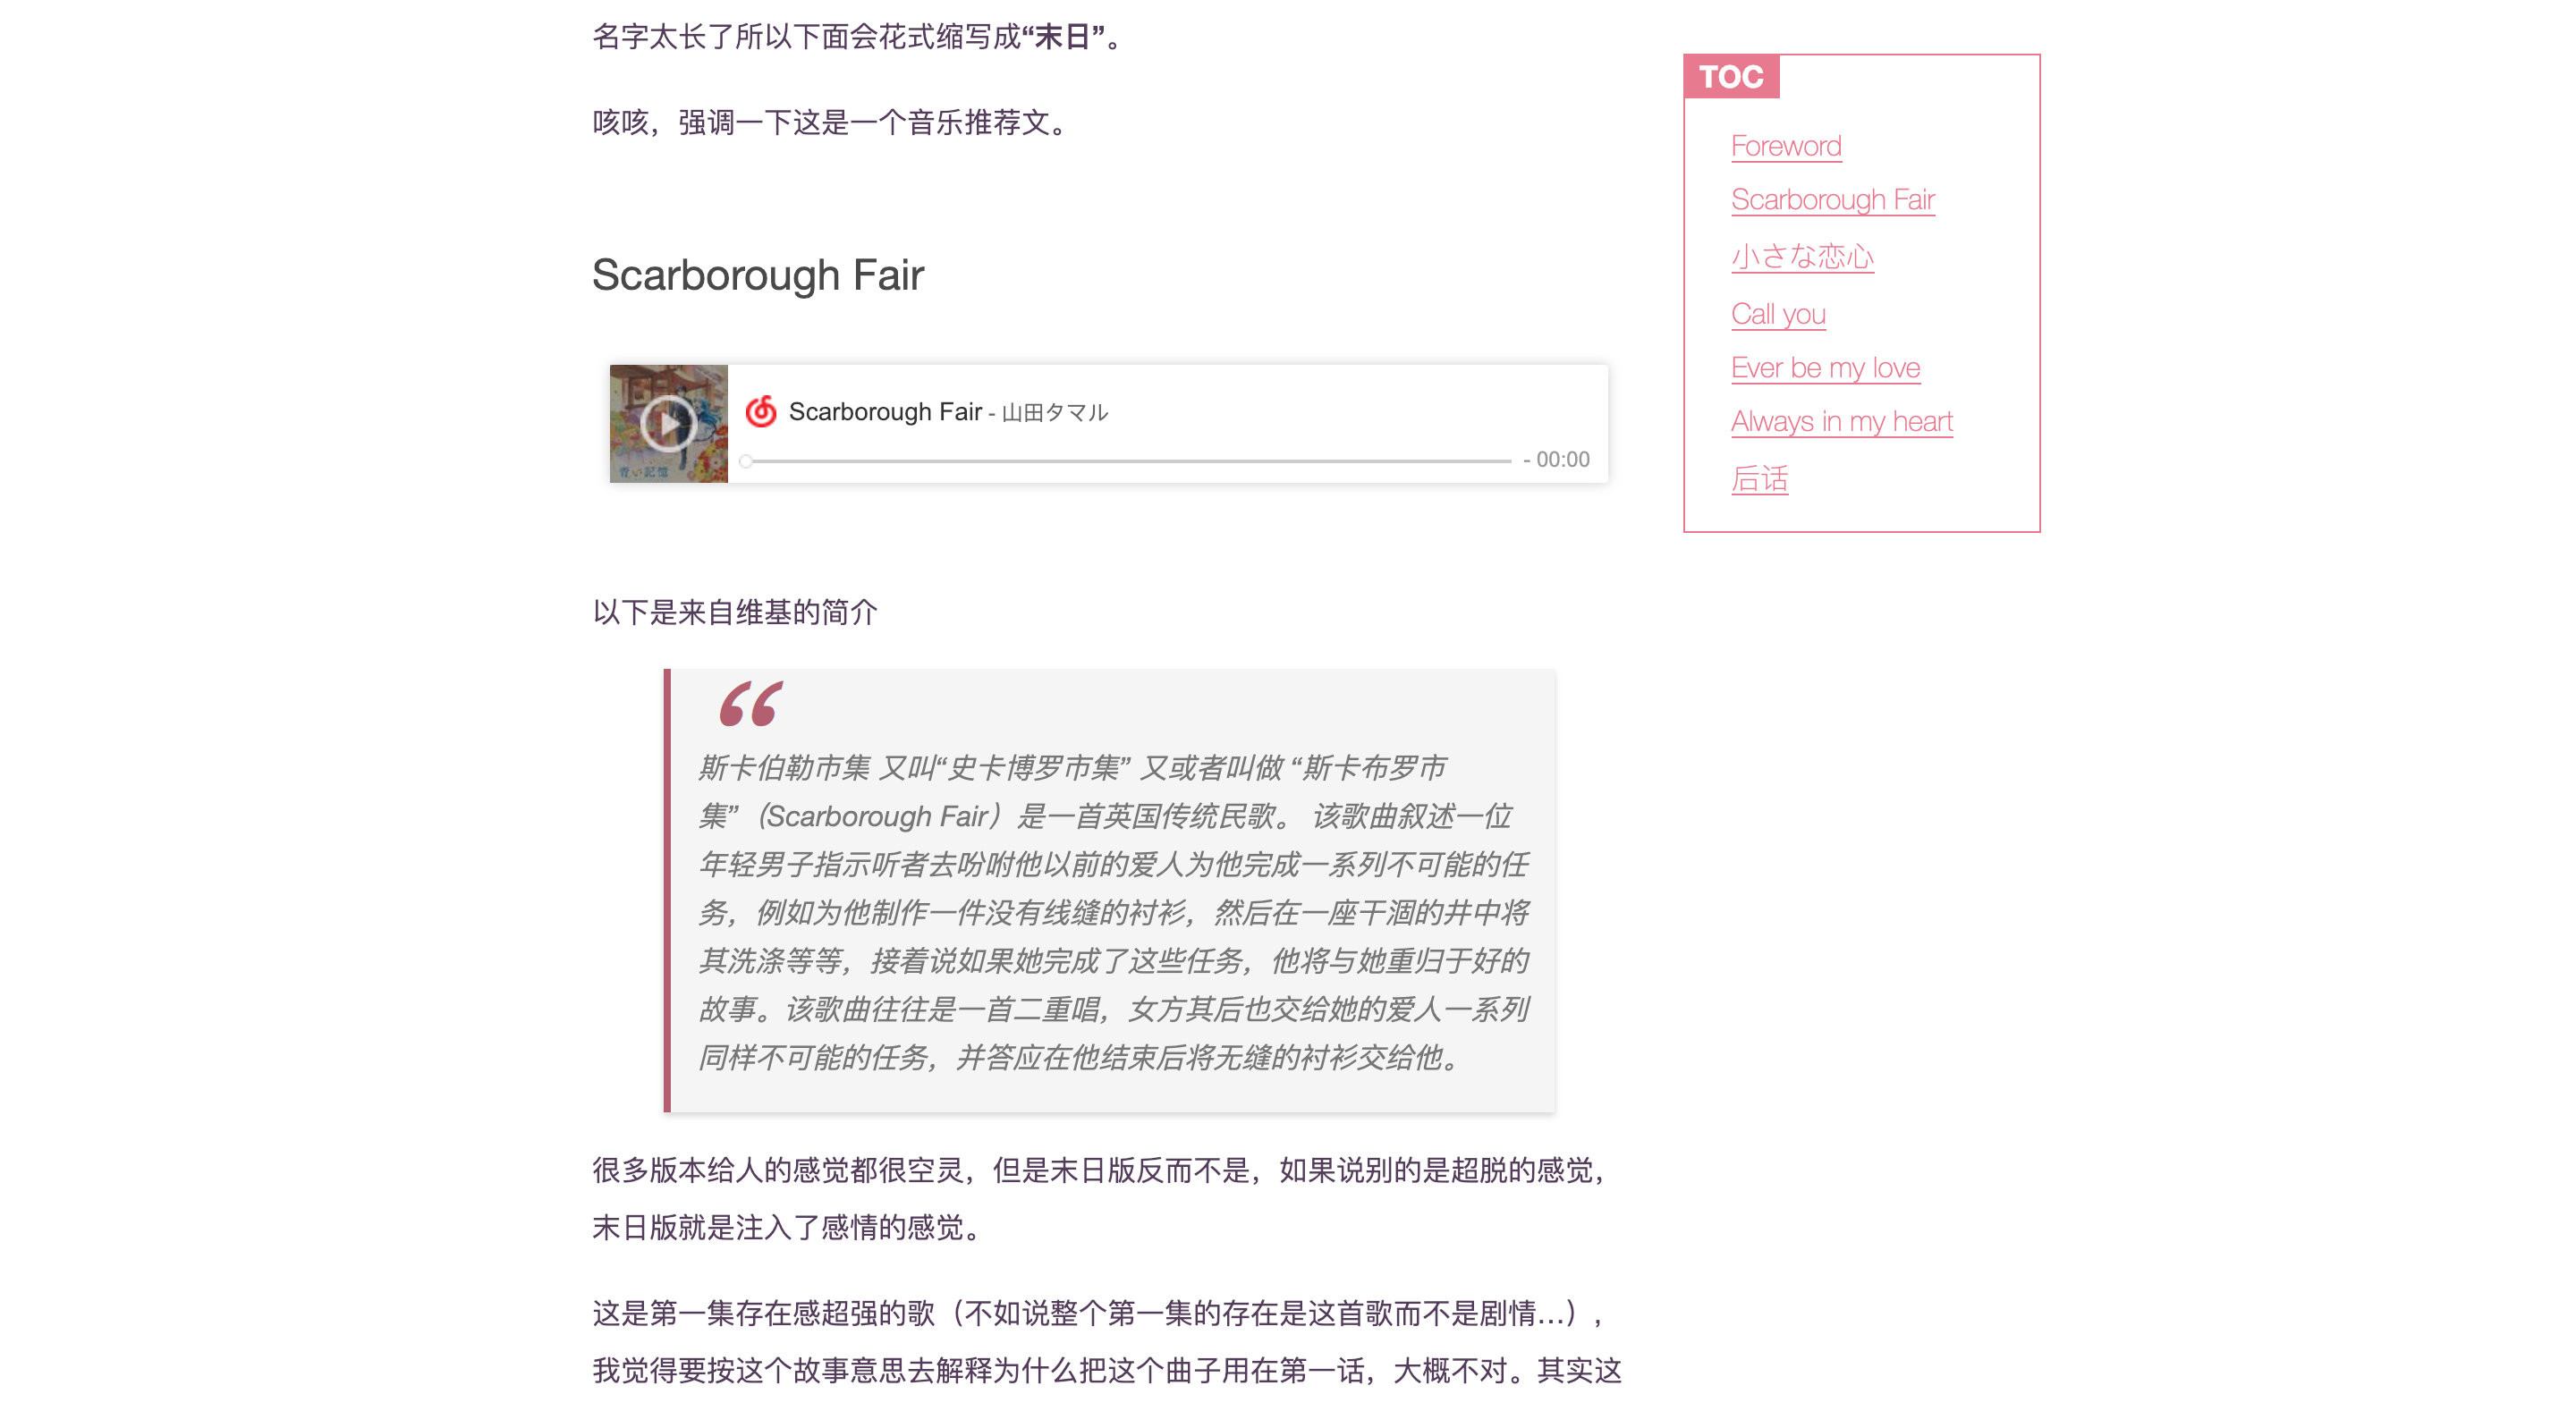 名字太长了所以下面会花式缩写成“末日”。
咳咳，强调一下这是一个音乐推荐文。
Scarborough Fair
Scarborough Fair - 山田タマル
- 00:00
青い記憶
以下是来自维基的简介
“
斯卡伯勒市集 又叫“史卡博罗市集” 又或者叫做 “斯卡布罗市
集”（Scarborough Fair）是一首英国传统民歌。 该歌曲叙述一位
年轻男子指示听者去吩咐他以前的爱人为他完成一系列不可能的任
务，例如为他制作一件没有线缝的衬衫，然后在一座干涸的井中将
其洗涤等等，接着说如果她完成了这些任务，他将与她重归于好的
故事。该歌曲往往是一首二重唱，女方其后也交给她的爱人一系列
同样不可能的任务，并答应在他结束后将无缝的衬衫交给他。
很多版本给人的感觉都很空灵，但是末日版反而不是，如果说别的是超脱的感觉，
末日版就是注入了感情的感觉。
这是第一集存在感超强的歌（不如说整个第一集的存在是这首歌而不是剧情…），
我觉得要按这个故事意思去解释为什么把这个曲子用在第一话，大概不对。其实这
TOC
Foreword
Scarborough Fair
小さな恋心
Call you
Ever be my love
Always in my heart
后话